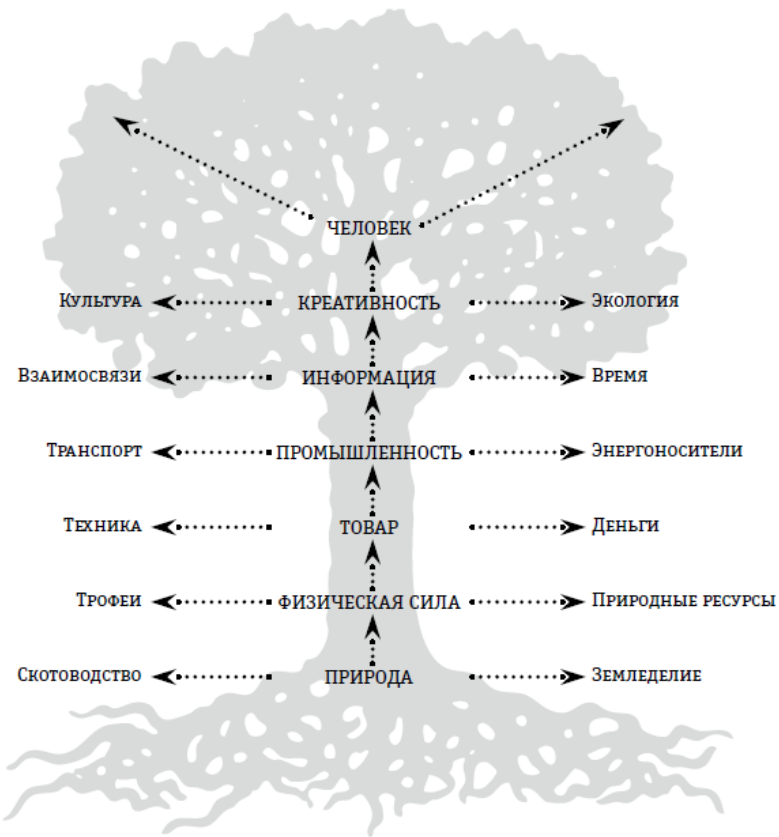 ЧЕЛОВЕК
Культура КРЕАТИВНОСТЬ Экология
Взаимосвязи ИНФОРМАЦИЯ Время
Транспорт ПРОМЫШЛЕННОСТЬ Энергоносители
Техника ТОВАР Деньги
Трофеи ФИЗИЧЕСКАЯ СИЛА Природные ресурсы
Скотоводство ПРИРОДА Земледелие